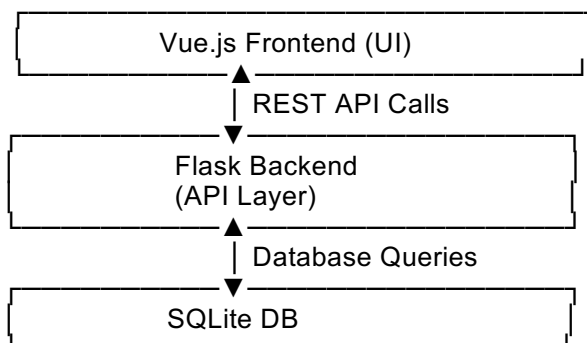 Vue.js Frontend (UI)
REST API Calls
Flask Backend
(API Layer)
Database Queries
SQLite DB